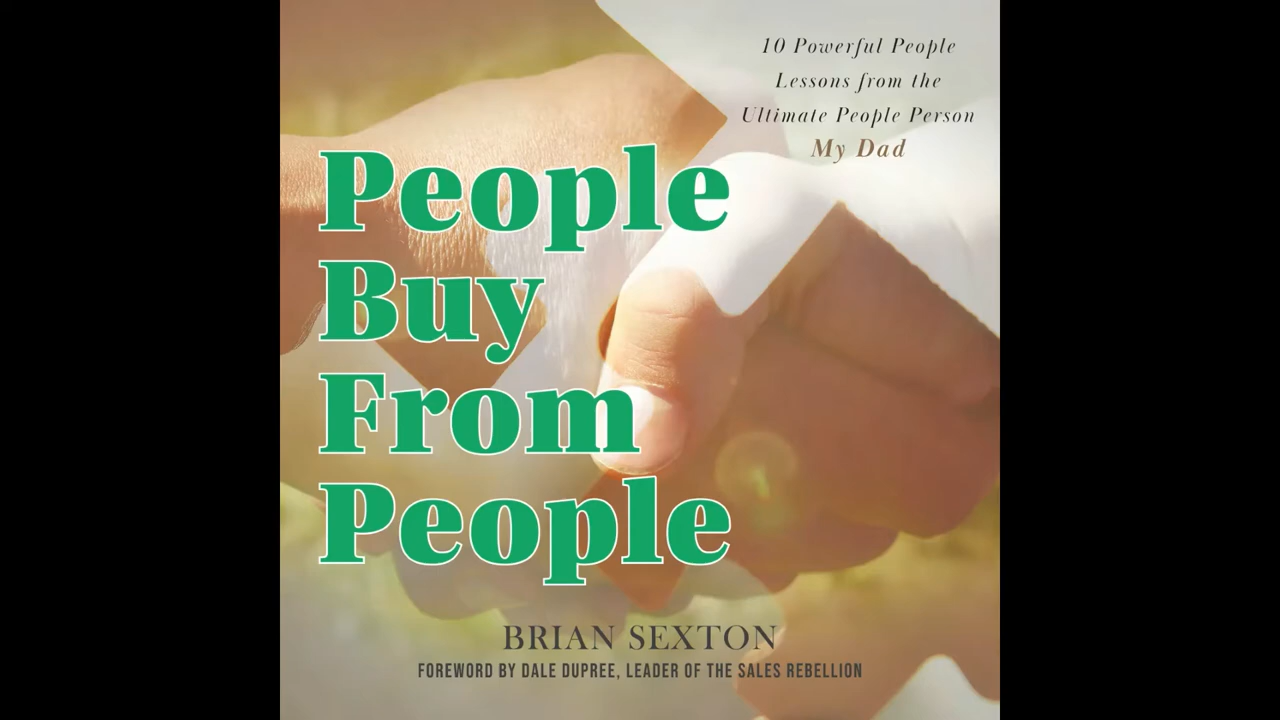 10 Powerful People
Lessons from the
Ultimate People Person
My Dad
People
Buy
From
People
BRIAN SEXTON
FOREWORD BY DALE DUPREE, LEADER OF THE SALES REBELLION